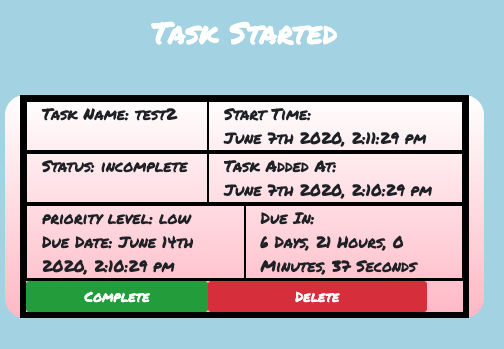 Task Started
Task Name: test2
Start Time:
June 7th 2020, 2:11:29 pm
Status: incomplete
Task Added At:
June 7th 2020, 2:10:29 pm
priority level: low
Due Date: June 14th
2020, 2:10:29 pm
Due In:
6 Days, 21 Hours, 0
Minutes, 37 Seconds
Complete
Delete